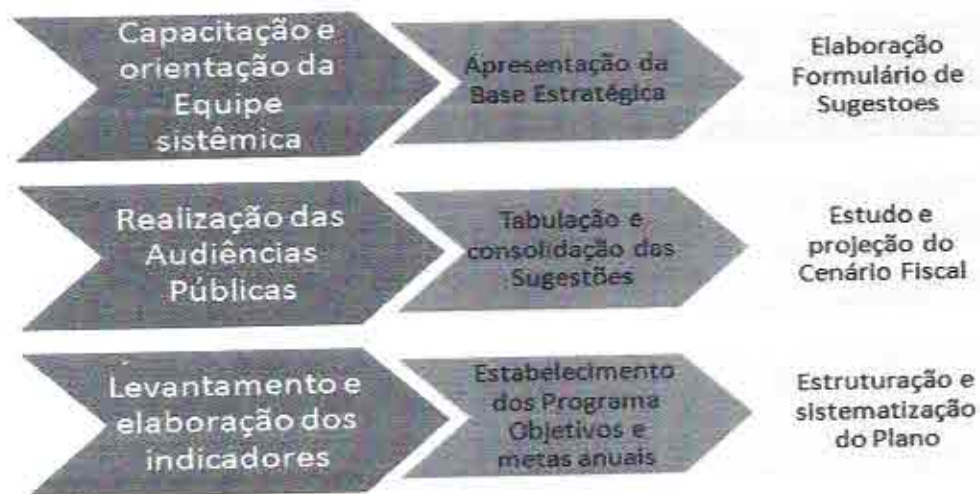 Capacitação e
orientação da
Equipe
sistêmica
Apresentação da
Base Estratégica
Elaboração
Formulário de
Sugestoes
Realização das
Audiências
Públicas
Tabulação e
consolidação das
Sugestões
Estudo e
projeção do
Cenário Fiscal
Levantamento e
elaboração dos
indicadores
Estabelecimento
dos Programa
Objetivos e
metas anuais
Estruturação e
sistematização
do Plano